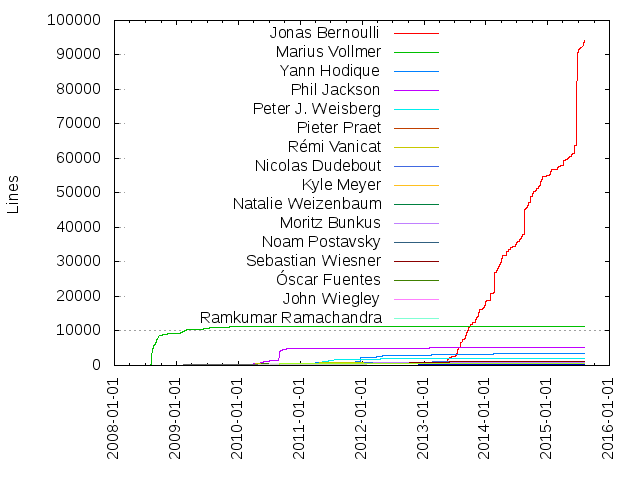 100000
90000
80000
70000
60000
50000
40000
30000
20000
10000
0
Lines
Jonas Bernoulli
Marius Vollmer
Yann Hodique
Phil Jackson
Peter J. Weisberg
Pieter Praet
Rémi Vanicat
Nicolas Dudebout
Kyle Meyer
Natalie Weizenbaum
Moritz Bunkus
Noam Postavsky
Sebastian Wiesner
Óscar Fuentes
John Wiegley
Ramkumar Ramachandra
2008-01-01
2009-01-01
2010-01-01
2011-01-01
2012-01-01
2013-01-01
2014-01-01
2015-01-01
2016-01-01